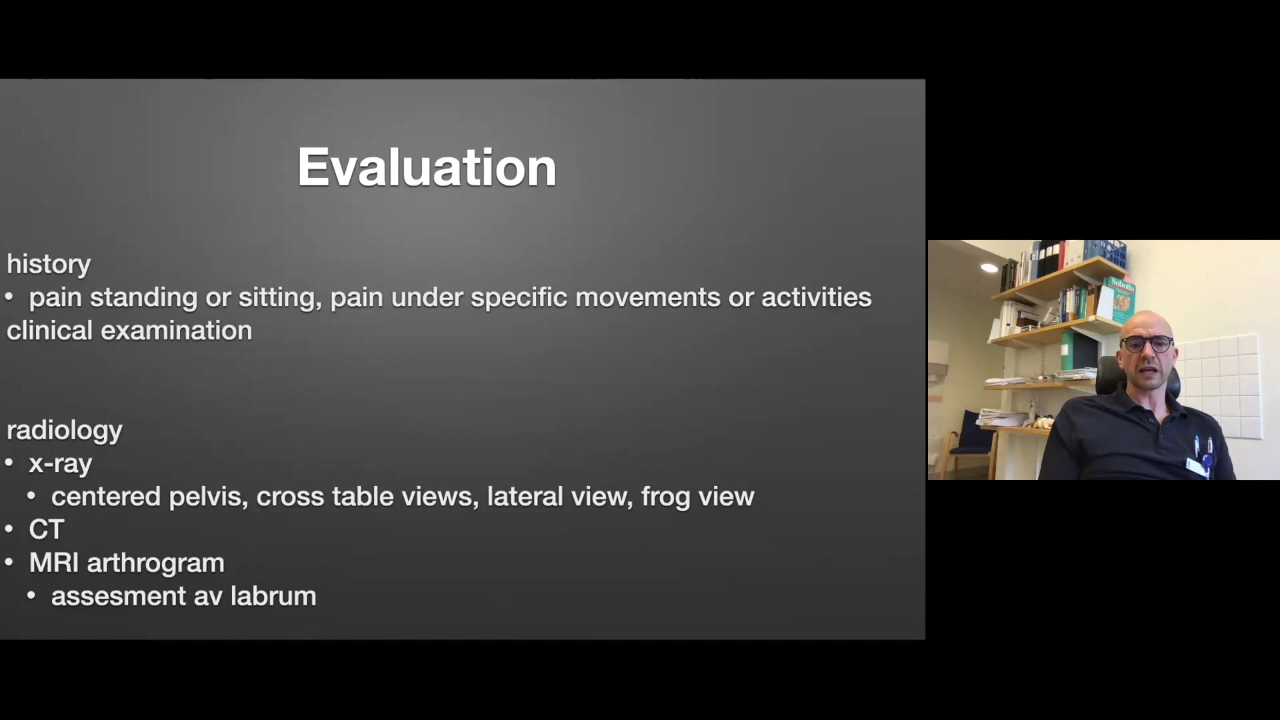 Evaluation
history
• pain standing or sitting, pain under specific movements or activities
clinical examination
radiology
• x-ray
• centered pelvis, cross table views, lateral view, frog view
• CT
• MRI arthrogram
• assesment av labrum
Sobotta